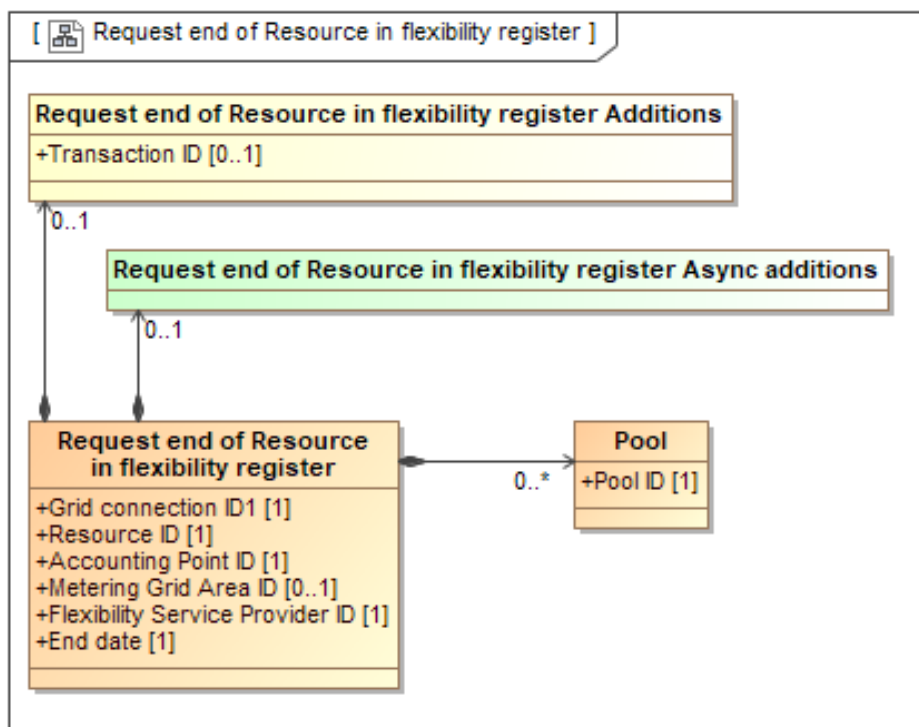 [ Request end of Resource in flexibility register ]
Request end of Resource in flexibility register Additions
+Transaction ID [0..1]
0..1
Request end of Resource in flexibility register Async additions
0..1
Request end of Resource
in flexibility register
+Grid connection ID1 [1]
+Resource ID [1]
+Accounting Point ID [1]
+Metering Grid Area ID [0..1]
+Flexibility Service Provider ID [1]
+End date [1]
0..*
Pool
+Pool ID [1]